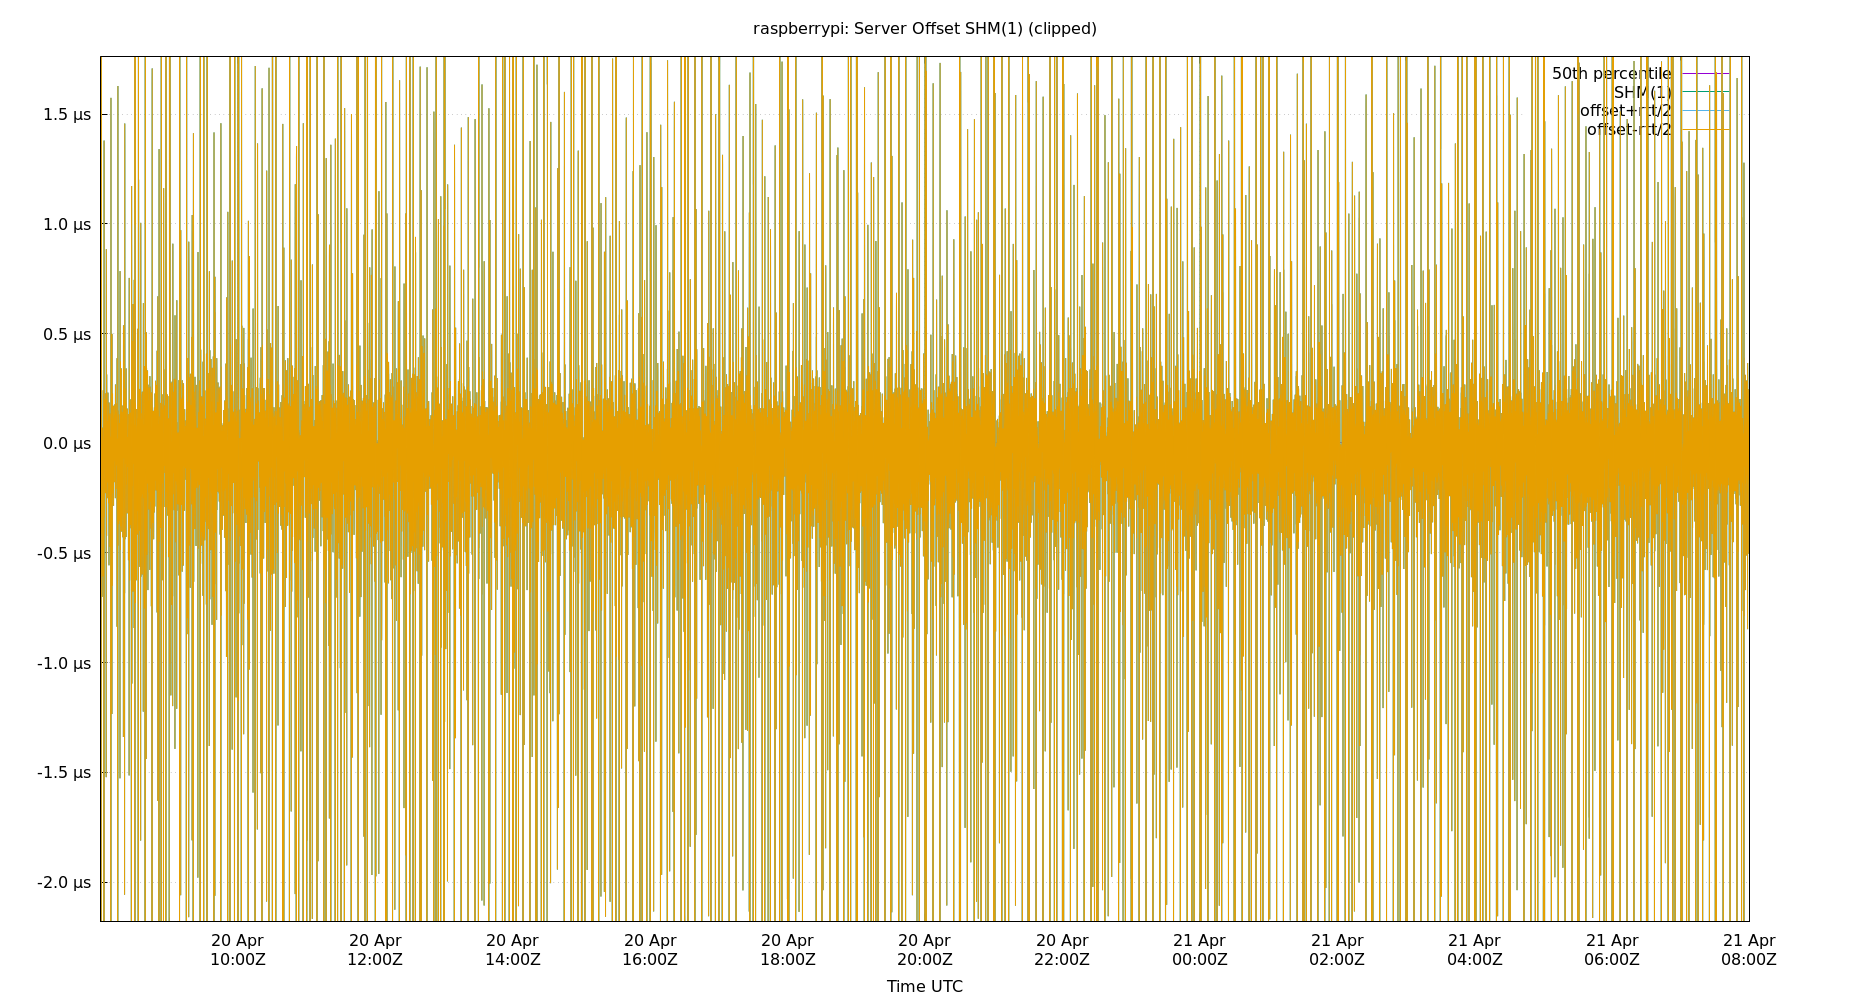 raspberrypi: Server Offset SHM(1) (clipped)
50th percentile
SHM(1)
offset+rtt/2
offset-rtt/2
1.5 µs
1.0 µs
0.5 µs
0.0 µs
-0.5 µs
-1.0 µs
-1.5 µs
-2.0 µs
20 Apr 20 Apr 20 Apr 20 Apr 20 Apr 20 Apr 20 Apr 21 Apr 21 Apr 21 Apr 21 Apr 21 Apr
10:00Z 12:00Z 14:00Z 16:00Z 18:00Z 20:00Z 22:00Z 00:00Z 02:00Z 04:00Z 06:00Z 08:00Z
Time UTC